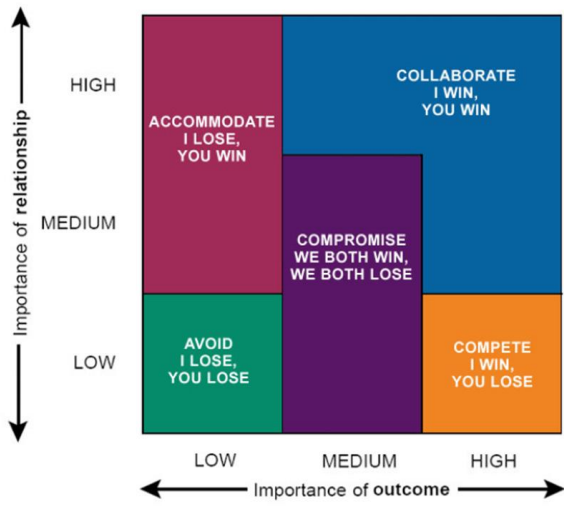 HIGH
COLLABORATE
I WIN,
YOU WIN
ACCOMMODATE
I LOSE,
YOU WIN
Importance of relationship
MEDIUM
COMPROMISE
WE BOTH WIN,
WE BOTH LOSE
LOW
AVOID
I LOSE,
YOU LOSE
COMPETE
I WIN,
YOU LOSE
LOW
MEDIUM
HIGH
Importance of outcome